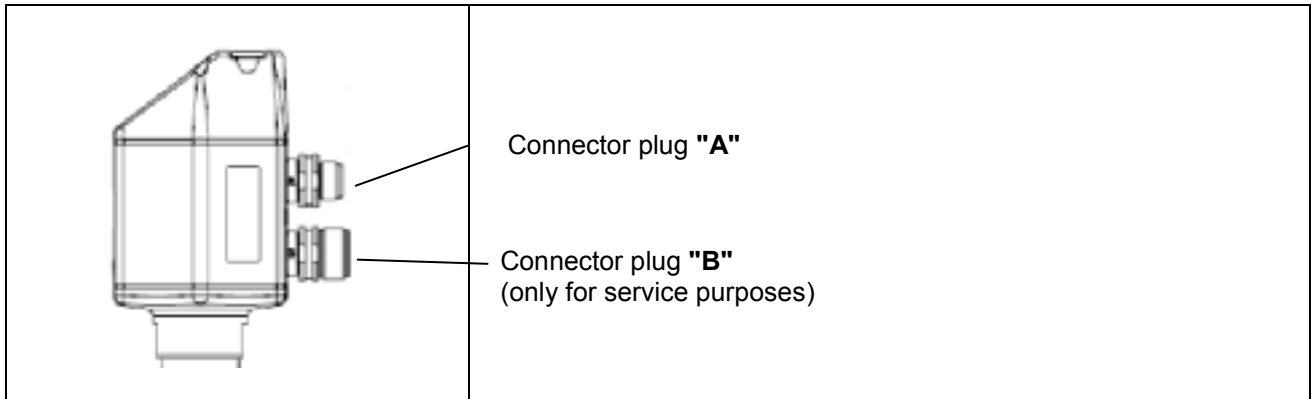 Connector plug "A"
Connector plug "B"
(only for service purposes)